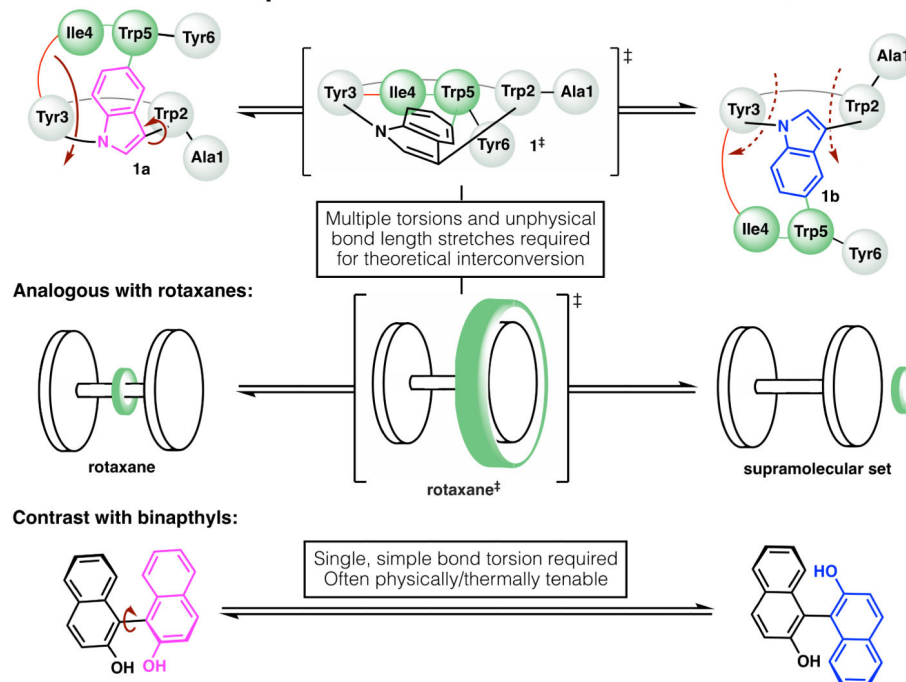 Ile4 Trp5 Tyr6
Tyr3 Trp2
N
Ala1
1a
‡
Tyr3 Ile4 Trp5 Trp2 Ala1
N
Tyr6
1‡
Ala1
Tyr3 Trp2
N
1b
Ile4 Trp5
Tyr6
Multiple torsions and unphysical
bond length stretches required
for theoretical interconversion
Analogous with rotaxanes:
‡
rotaxane
rotaxane‡
supramolecular set
Contrast with binapthyls:
Single, simple bond torsion required
Often physically/thermally tenable
OH OH
HO
OH